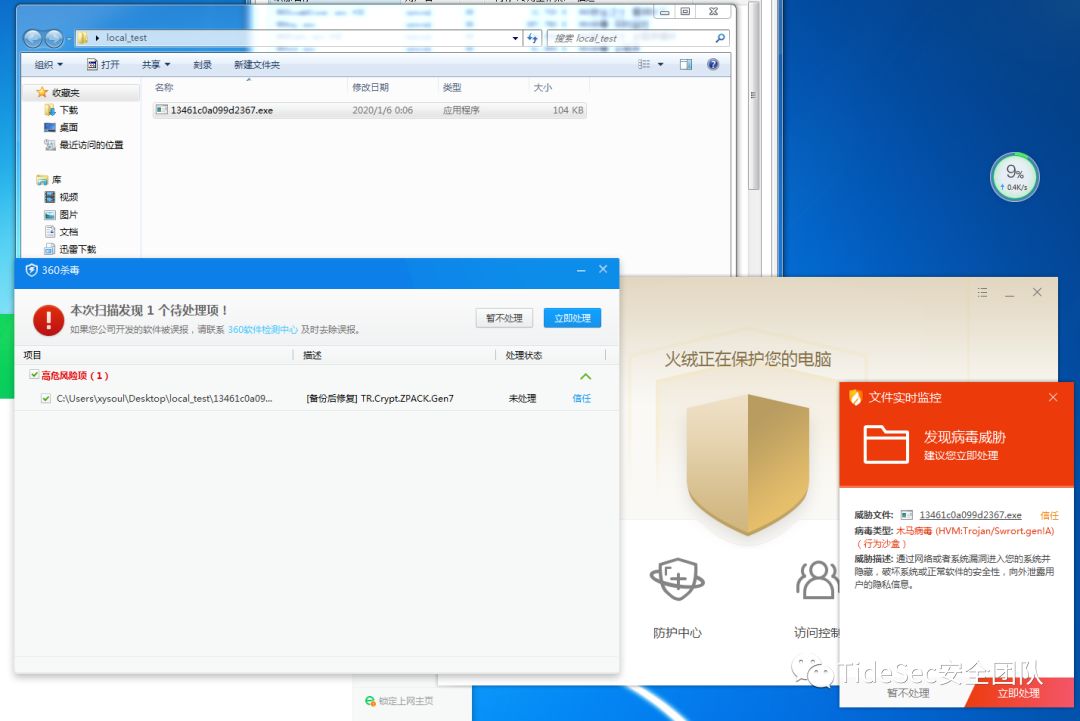 local_test
搜索 local_test
组织 打开 共享 刻录 新建文件夹
名称 修改日期 类型 大小
收藏夹
13461c0a099d2367.exe 2020/1/6 0:06 应用程序 104 KB
下载
桌面
最近访问的位置
库
视频
图片
文档
迅雷下载
9%
0.4K/s
360杀毒
本次扫描发现 1 个待处理项！
如果您公司开发的软件被误报，请联系 360软件检测中心 及时去除误报。
暂不处理 立即处理
项目 描述 处理状态
高危风险项（1）
C:\Users\xysoul\Desktop\local_test\13461c0a09... [备份后修复] TR.Crypt.ZPACK.Gen7 未处理 信任
火绒正在保护您的电脑
防护中心
访问控制
文件实时监控
发现病毒威胁
建议您立即处理
威胁文件: 13461c0a099d2367.exe 信任
病毒类型: 木马病毒 (HVM:Trojan/Swrort.gen!A)
（行为沙盒）
威胁描述: 通过网络或者系统漏洞进入您的系统并
隐藏，破坏系统或正常软件的安全性，向外泄露用
户的隐私信息。
TideSec安全团队
暂不处理 立即处理
锁定上网主页